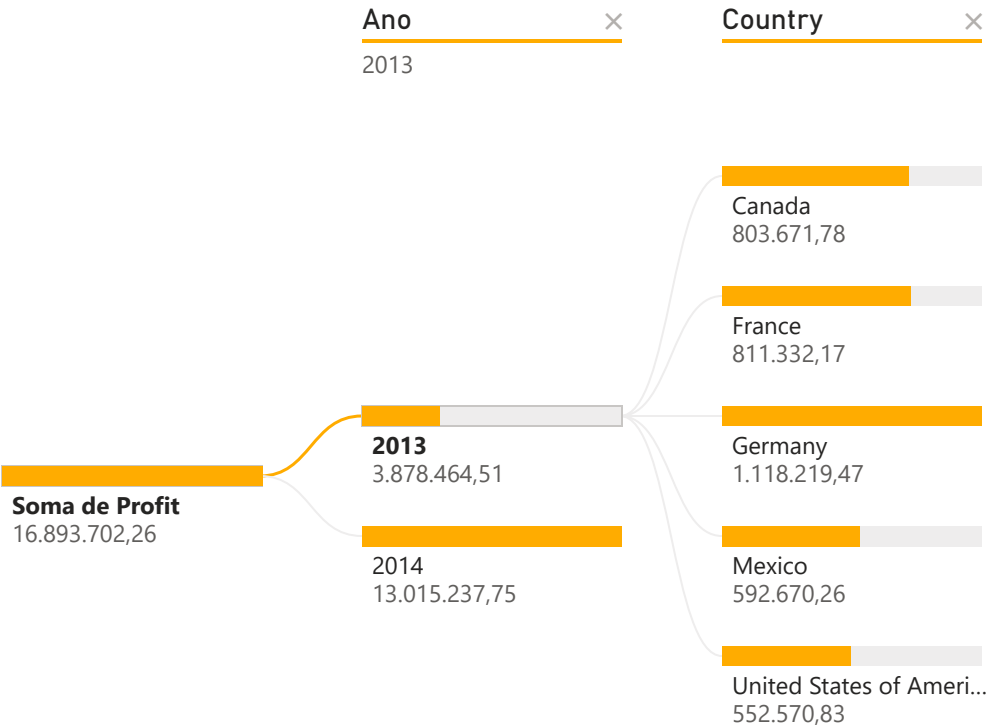 Ano
2013
Country
Canada
803.671,78
France
811.332,17
Germany
1.118.219,47
Mexico
592.670,26
United States of Ameri...
552.570,83
2013
3.878.464,51
2014
13.015.237,75
Soma de Profit
16.893.702,26